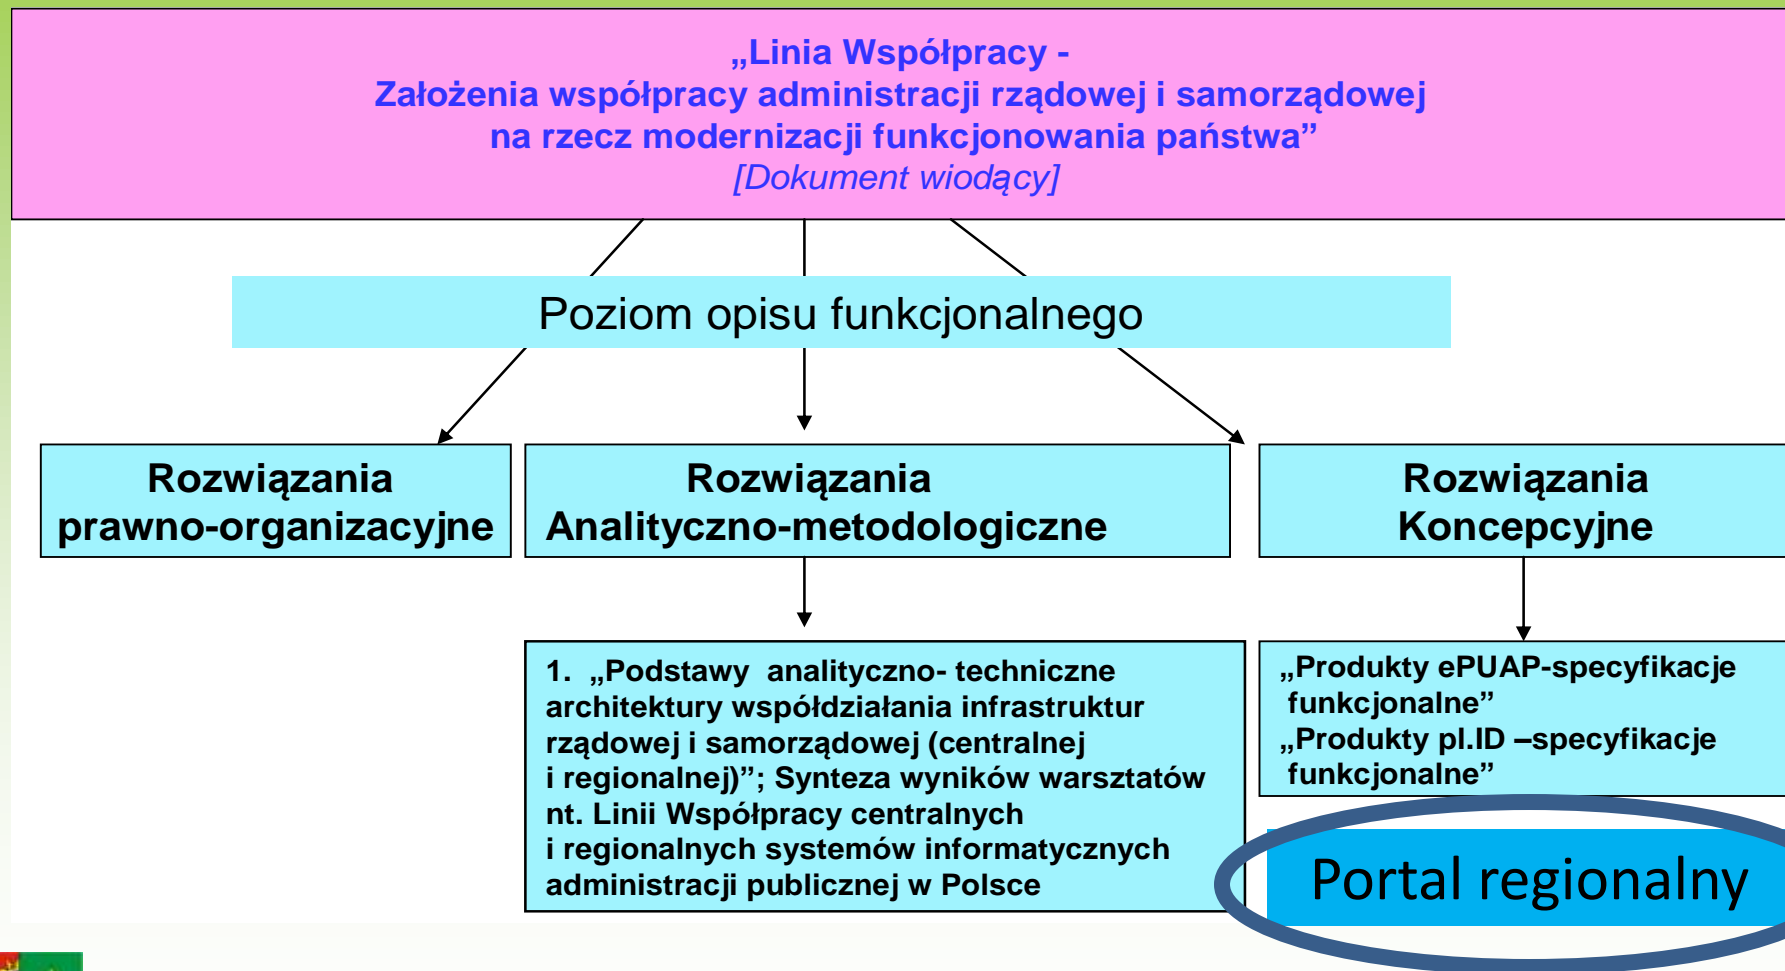 „Linia Współpracy -
Założenia współpracy administracji rządowej i samorządowej
na rzecz modernizacji funkcjonowania państwa”
[Dokument wiodący]
Poziom opisu funkcjonalnego
Rozwiązania
prawno-organizacyjne
Rozwiązania
Analityczno-metodologiczne
Rozwiązania
Koncepcyjne
1. „Podstawy analityczno- techniczne
architektury współdziałania infrastruktur
rządowej i samorządowej (centralnej
i regionalnej)”; Synteza wyników warsztatów
nt. Linii Współpracy centralnych
i regionalnych systemów informatycznych
administracji publicznej w Polsce
„Produkty ePUAP-specyfikacje
funkcjonalne”
„Produkty pl.ID –specyfikacje
funkcjonalne”
Portal regionalny